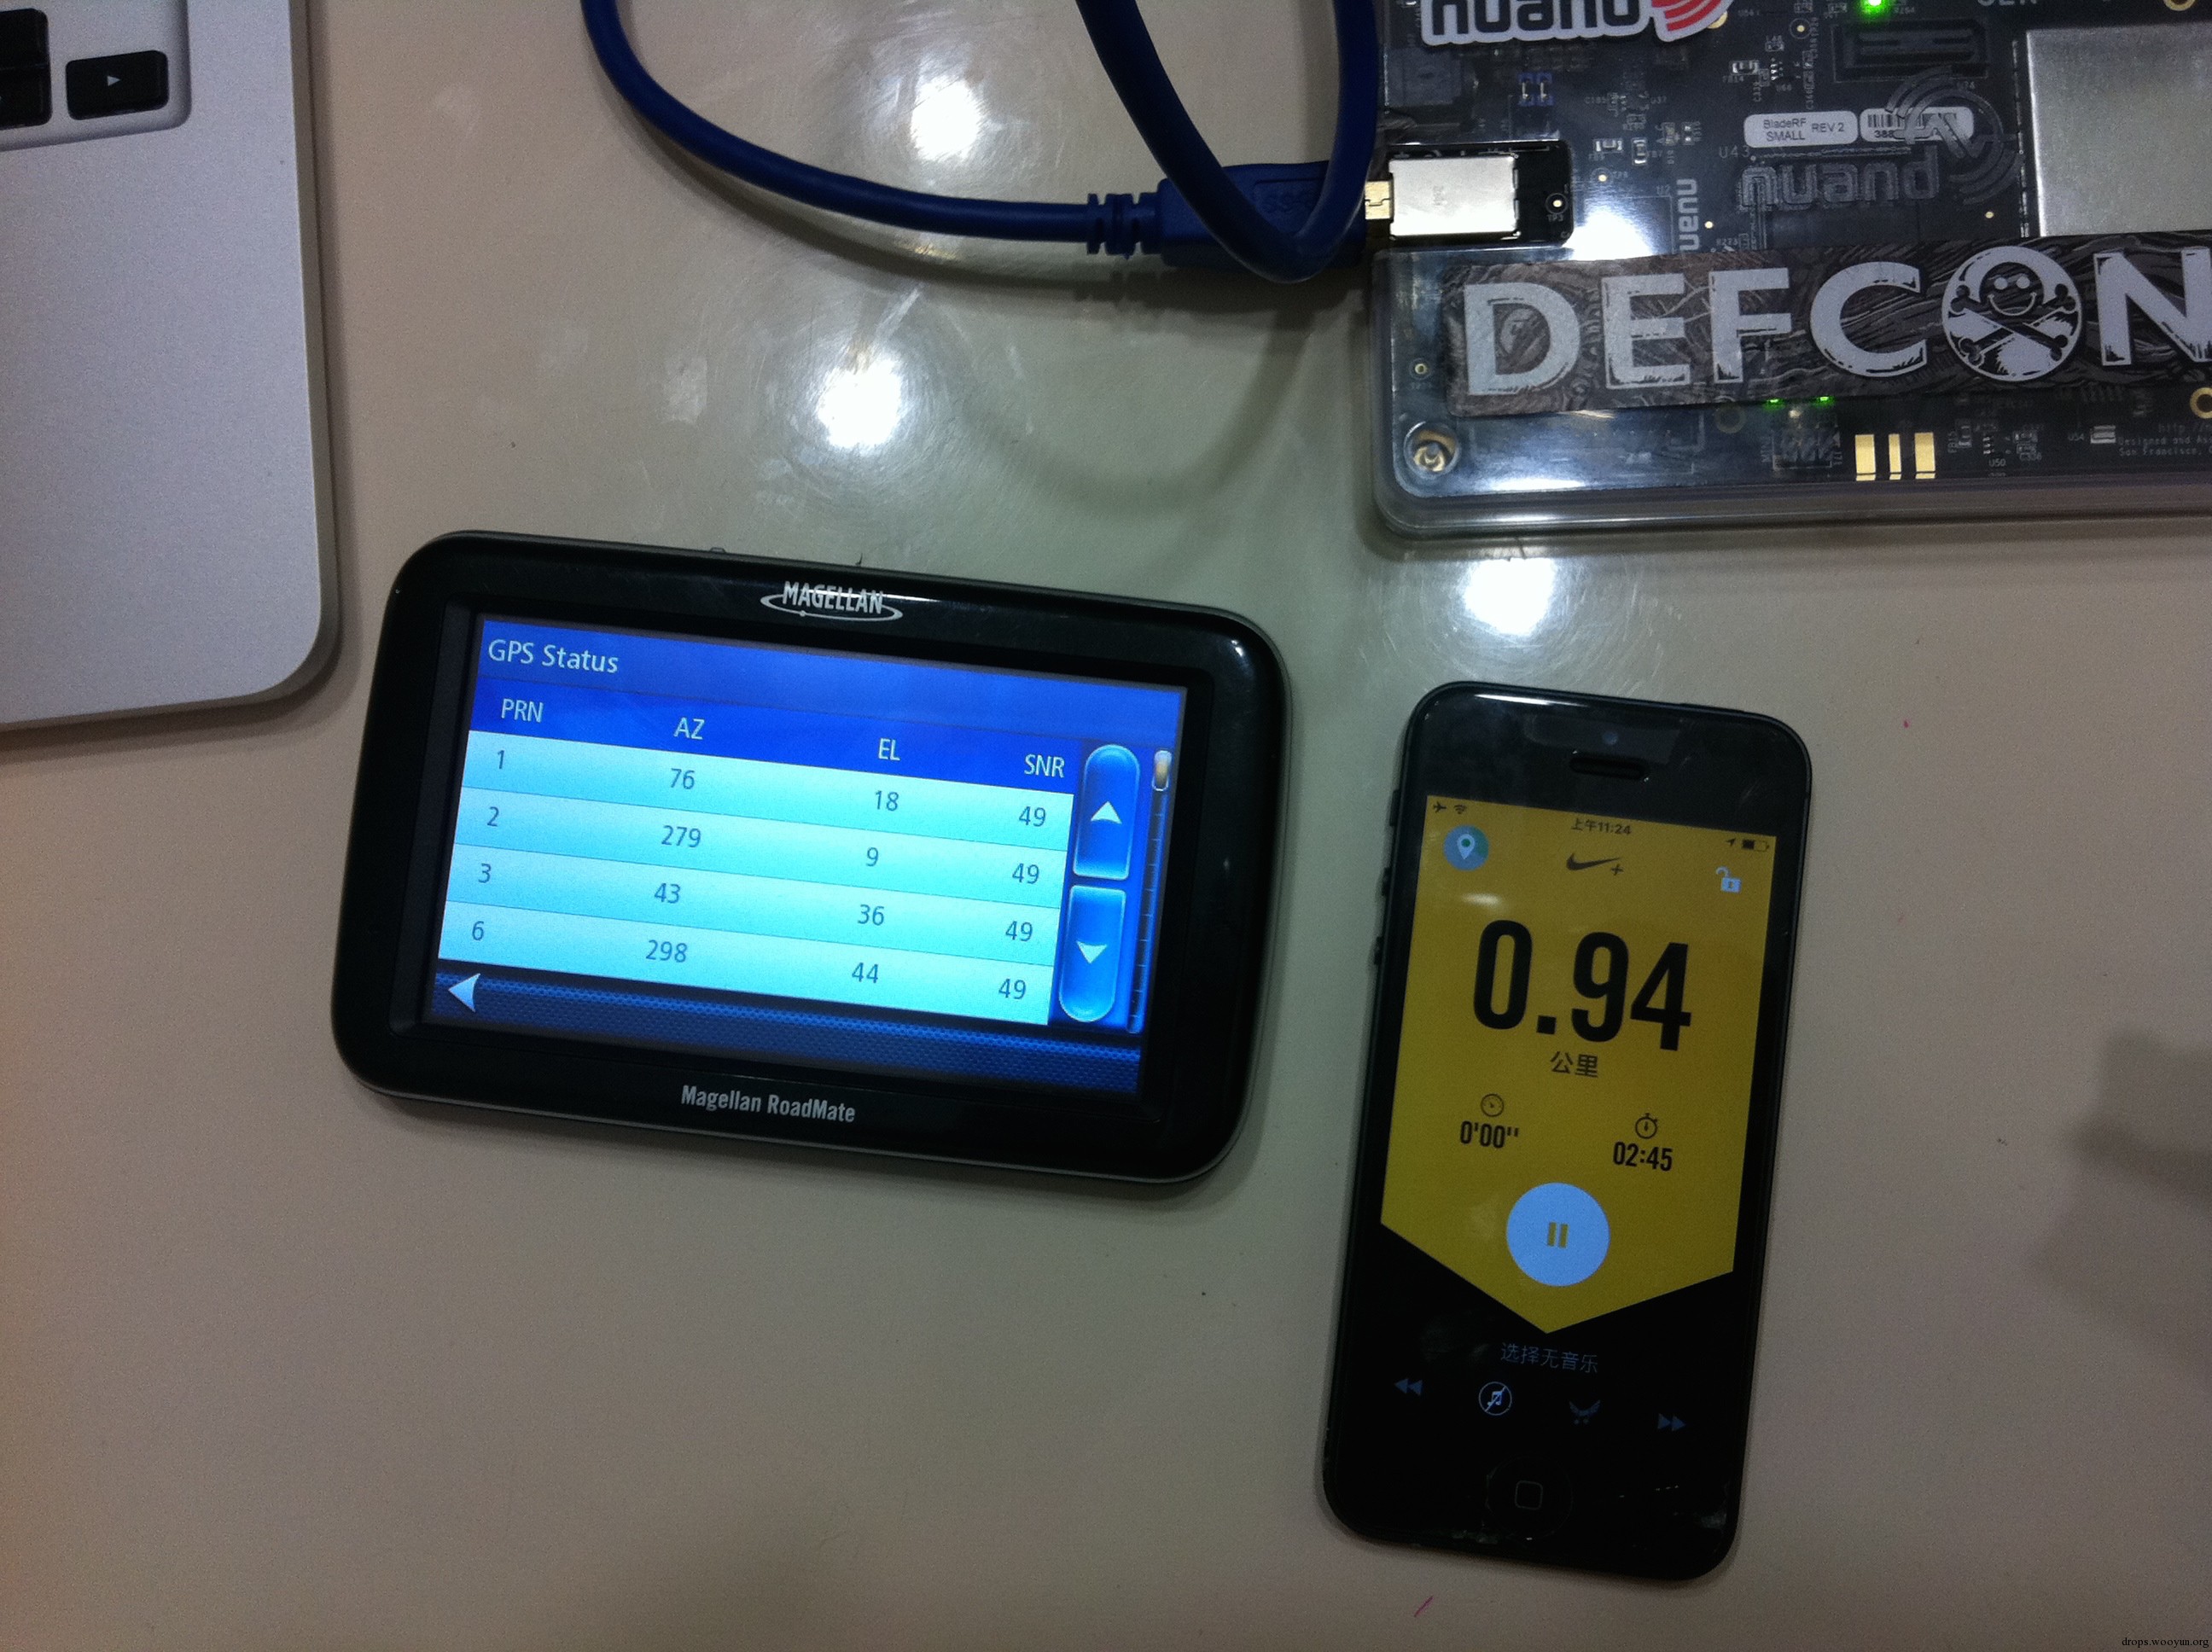 nuand
BladeRF
SMALL REV 2
nuand
nuand
DEFCON
MAGELLAN
GPS Status
PRN AZ EL SNR
1 76 18 49
2 279 9 49
3 43 36 49
6 298 44 49
Magellan RoadMate
上午11:24
0.94
公里
0'00"
02:45
选择无音乐
drops.wooyun.org